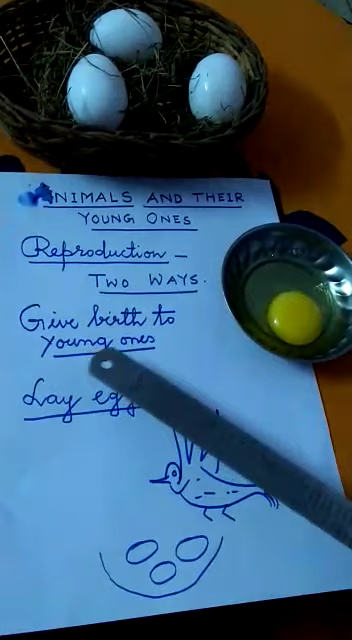 ANIMALS AND THEIR
YOUNG ONES
Reproduction –
TWO WAYS.
Give birth to
young ones
Lay